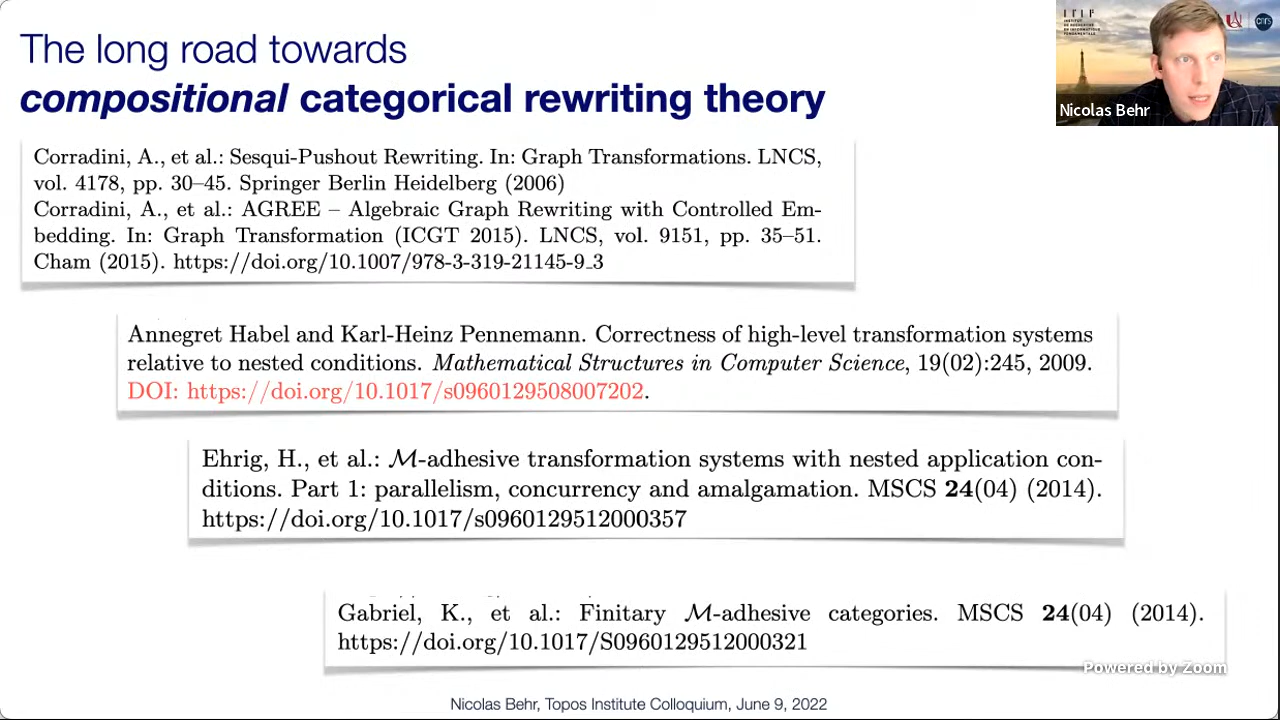 The long road towards
compositional categorical rewriting theory
Nicolas Behr
Corradini, A., et al.: Sesqui-Pushout Rewriting. In: Graph Transformations. LNCS,
vol. 4178, pp. 30–45. Springer Berlin Heidelberg (2006)
Corradini, A., et al.: AGREE – Algebraic Graph Rewriting with Controlled Em-
bedding. In: Graph Transformation (ICGT 2015). LNCS, vol. 9151, pp. 35–51.
Cham (2015). https://doi.org/10.1007/978-3-319-21145-9_3
Annegret Habel and Karl-Heinz Pennemann. Correctness of high-level transformation systems
relative to nested conditions. Mathematical Structures in Computer Science, 19(02):245, 2009.
DOI: https://doi.org/10.1017/s0960129508007202.
Ehrig, H., et al.: ℳ-adhesive transformation systems with nested application con-
ditions. Part 1: parallelism, concurrency and amalgamation. MSCS 24(04) (2014).
https://doi.org/10.1017/s0960129512000357
Gabriel, K., et al.: Finitary ℳ-adhesive categories. MSCS 24(04) (2014).
https://doi.org/10.1017/S0960129512000321
Powered by Zoom
Nicolas Behr, Topos Institute Colloquium, June 9, 2022